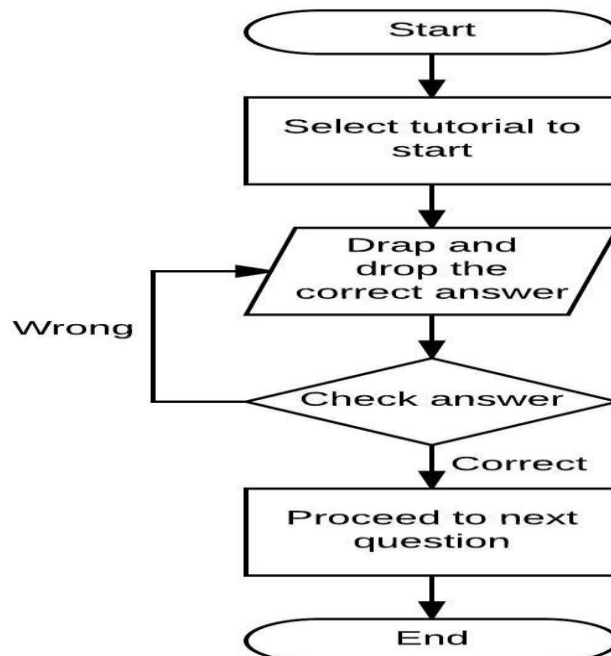 Start
Select tutorial to
start
Drap and
drop the
correct answer
Wrong
Check answer
Correct
Proceed to next
question
End